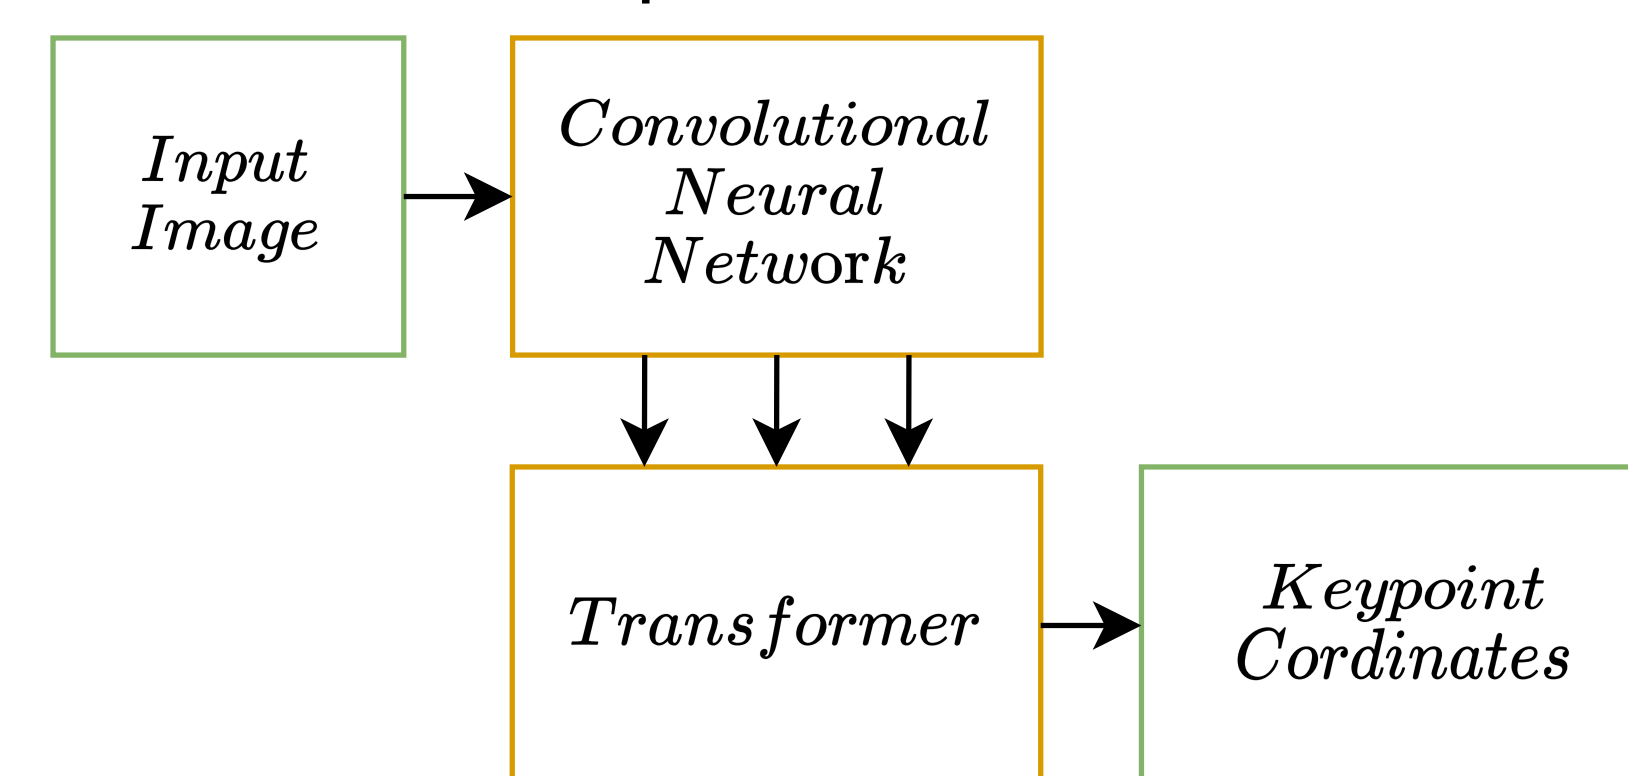 Input
Image
Convolutional
Neural
Network
Transformer
Keypoint
Cordinates